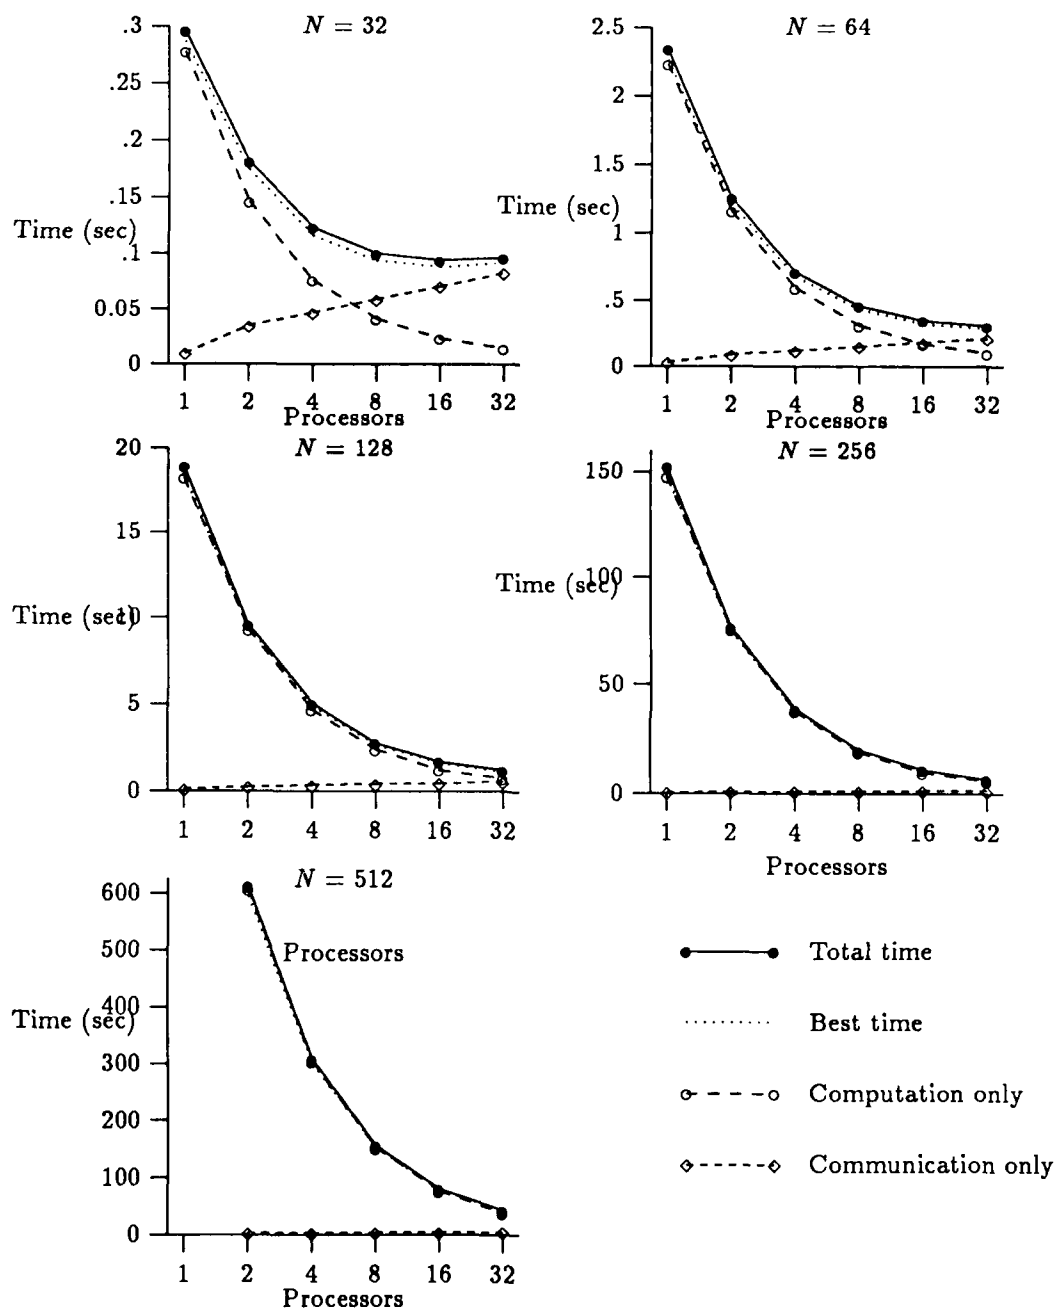 N = 32
.3
.25
.2
.15
Time (sec)
.1
0.05
0
1 2 4 8 16 32
Processors
N = 64
2.5
2
1.5
Time (sec)
1
.5
0
1 2 4 8 16 32
Processors
N = 128
20
15
Time (sec)
10
5
0
1 2 4 8 16 32
N = 256
150
Time (sec)
100
50
0
1 2 4 8 16 32
Processors
N = 512
600
500
Processors
400
Time (sec)
300
200
100
0
1 2 4 8 16 32
Processors
Total time
Best time
Computation only
Communication only